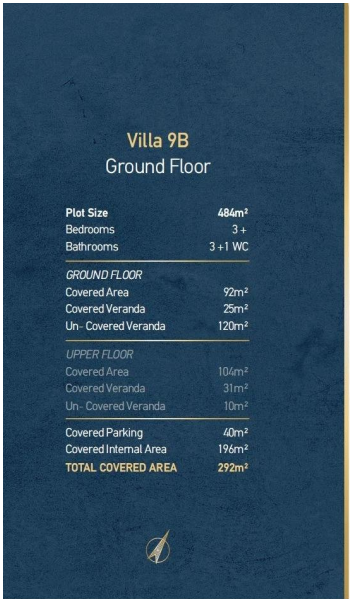 Villa 9B
Ground Floor
Plot Size 484m²
Bedrooms 3 +
Bathrooms 3 +1 WC
GROUND FLOOR
Covered Area 92m²
Covered Veranda 25m²
Un- Covered Veranda 120m²
UPPER FLOOR
Covered Area 104m²
Covered Veranda 31m²
Un- Covered Veranda 10m²
Covered Parking 40m²
Covered Internal Area 196m²
TOTAL COVERED AREA 292m²